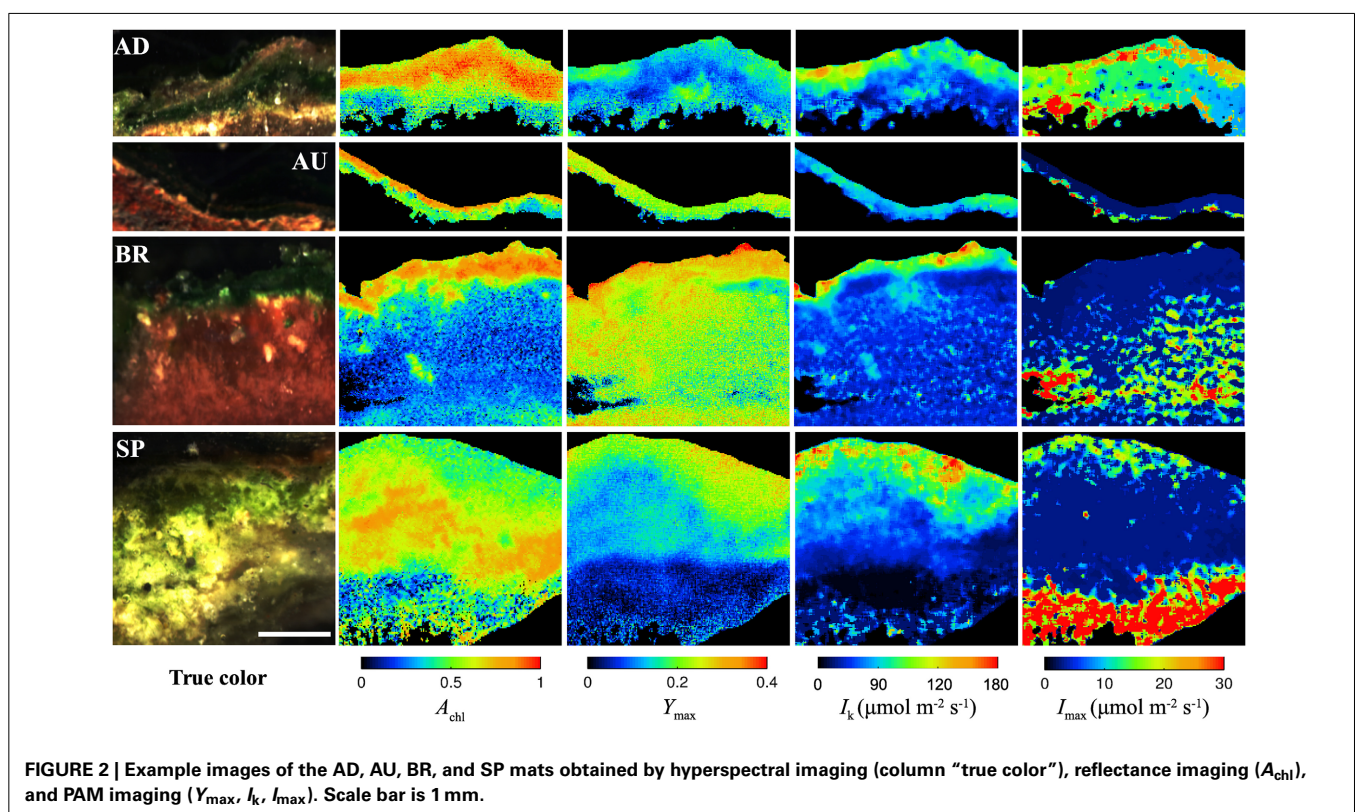 AD
AU
BR
SP
True color
0 0.5 1
A_chl
0 0.2 0.4
Y_max
0 90 120 180
I_k (μmol m⁻² s⁻¹)
0 10 20 30
I_max (μmol m⁻² s⁻¹)
FIGURE 2 | Example images of the AD, AU, BR, and SP mats obtained by hyperspectral imaging (column “true color”), reflectance imaging (A_chl),
and PAM imaging (Y_max, I_k, I_max). Scale bar is 1 mm.